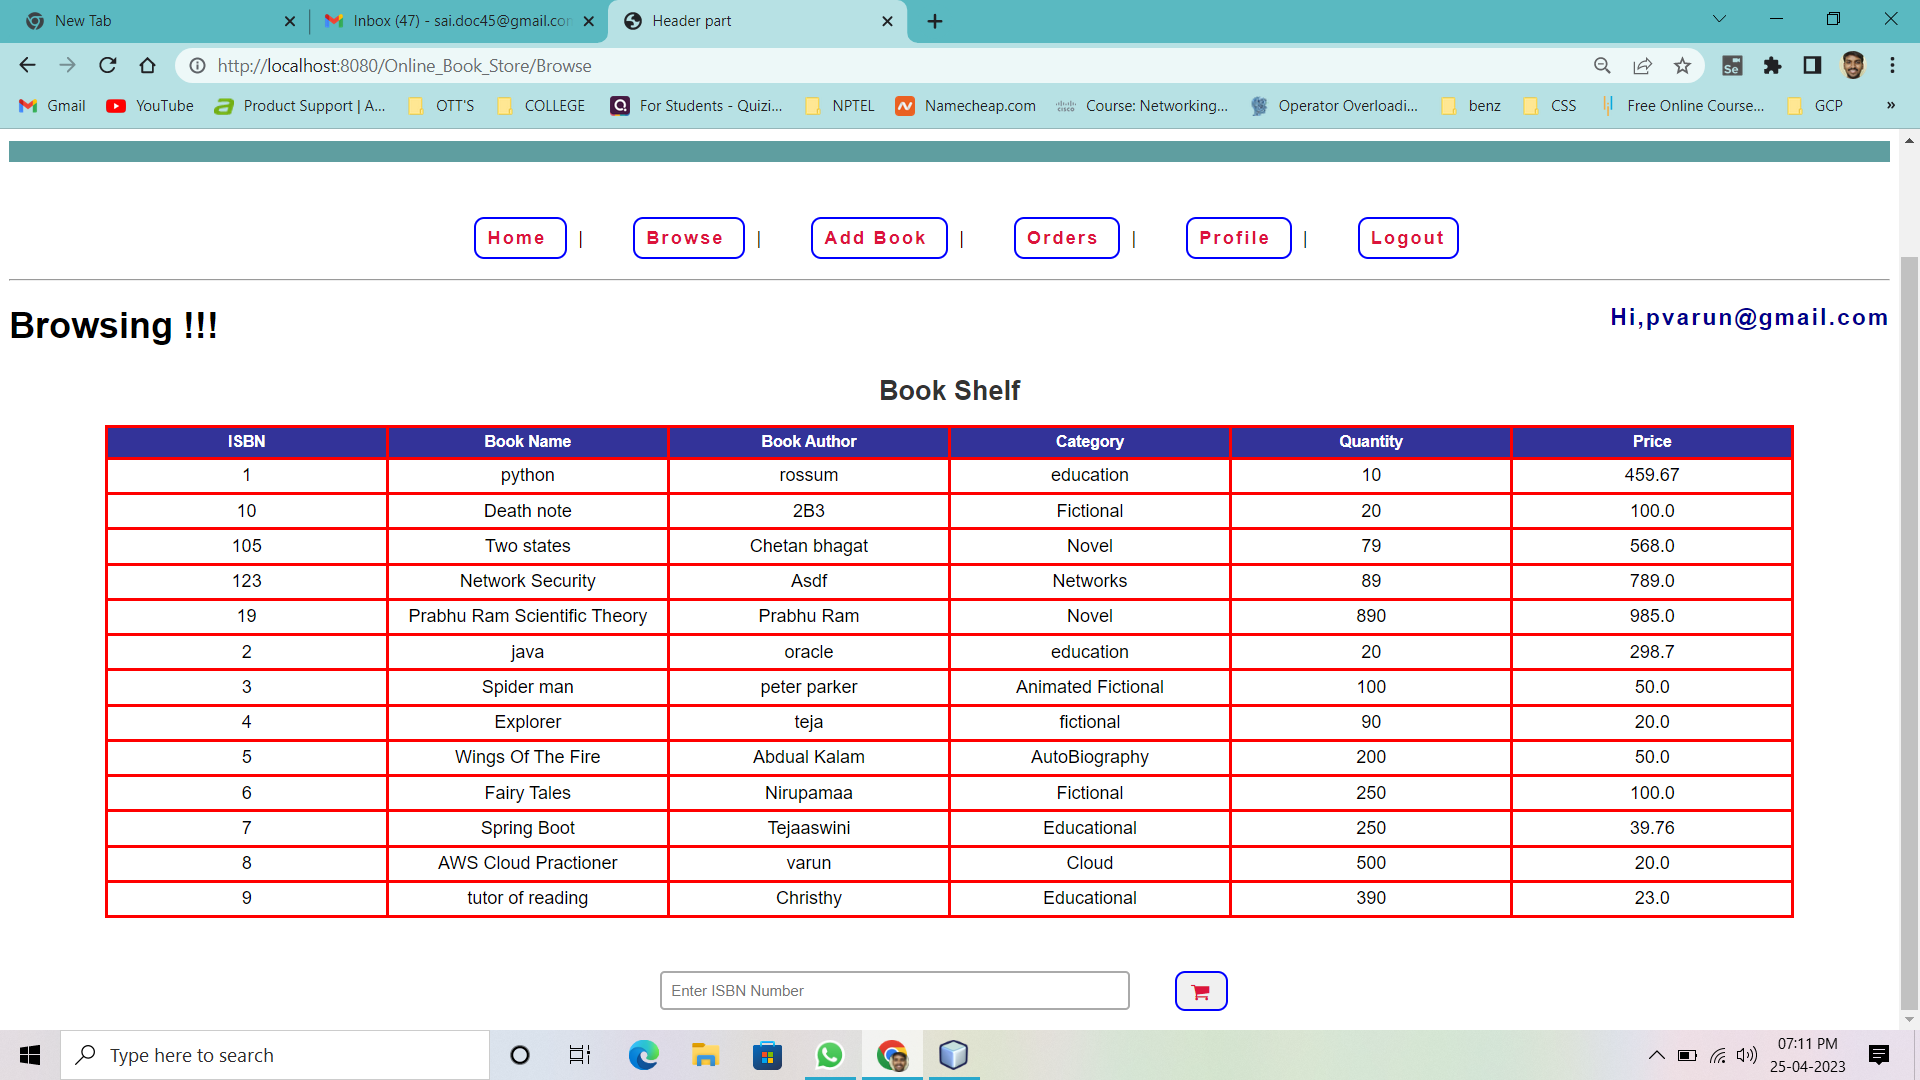 New Tab
Inbox (47) - sai.doc45@gmail.con
Header part
http://localhost:8080/Online_Book_Store/Browse
Se
Gmail YouTube Product Support | A... OTT'S COLLEGE For Students - Quizi... NPTEL Namecheap.com Course: Networking... Operator Overloadi... benz CSS Free Online Course... GCP »
Home | Browse | Add Book | Orders | Profile | Logout
Browsing !!!
Hi,pvarun@gmail.com
Book Shelf
ISBN Book Name Book Author Category Quantity Price
1 python rossum education 10 459.67
10 Death note 2B3 Fictional 20 100.0
105 Two states Chetan bhagat Novel 79 568.0
123 Network Security Asdf Networks 89 789.0
19 Prabhu Ram Scientific Theory Prabhu Ram Novel 890 985.0
2 java oracle education 20 298.7
3 Spider man peter parker Animated Fictional 100 50.0
4 Explorer teja fictional 90 20.0
5 Wings Of The Fire Abdual Kalam AutoBiography 200 50.0
6 Fairy Tales Nirupamaa Fictional 250 100.0
7 Spring Boot Tejaaswini Educational 250 39.76
8 AWS Cloud Practioner varun Cloud 500 20.0
9 tutor of reading Christhy Educational 390 23.0
Enter ISBN Number
Type here to search
07:11 PM
25-04-2023